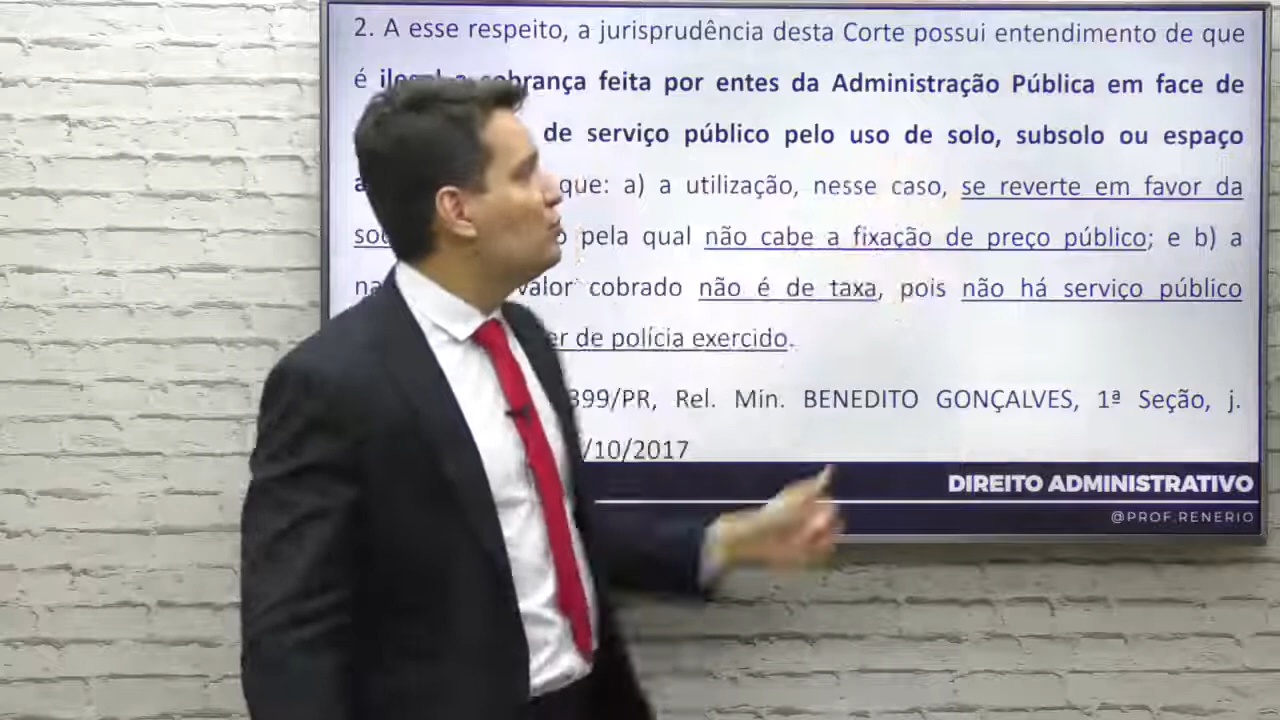 2. A esse respeito, a jurisprudência desta Corte possui entendimento de que
é cobrança feita por entes da Administração Pública em face de
de serviço público pelo uso de solo, subsolo ou espaço
que: a) a utilização, nesse caso, se reverte em favor da
pela qual não cabe a fixação de preço público; e b) a
valor cobrado não é de taxa, pois não há serviço público
de polícia exercido.
399/PR, Rel. Min. BENEDITO GONÇALVES, 1ª Seção, j.
/10/2017
DIREITO ADMINISTRATIVO
@PROF.RENERIO